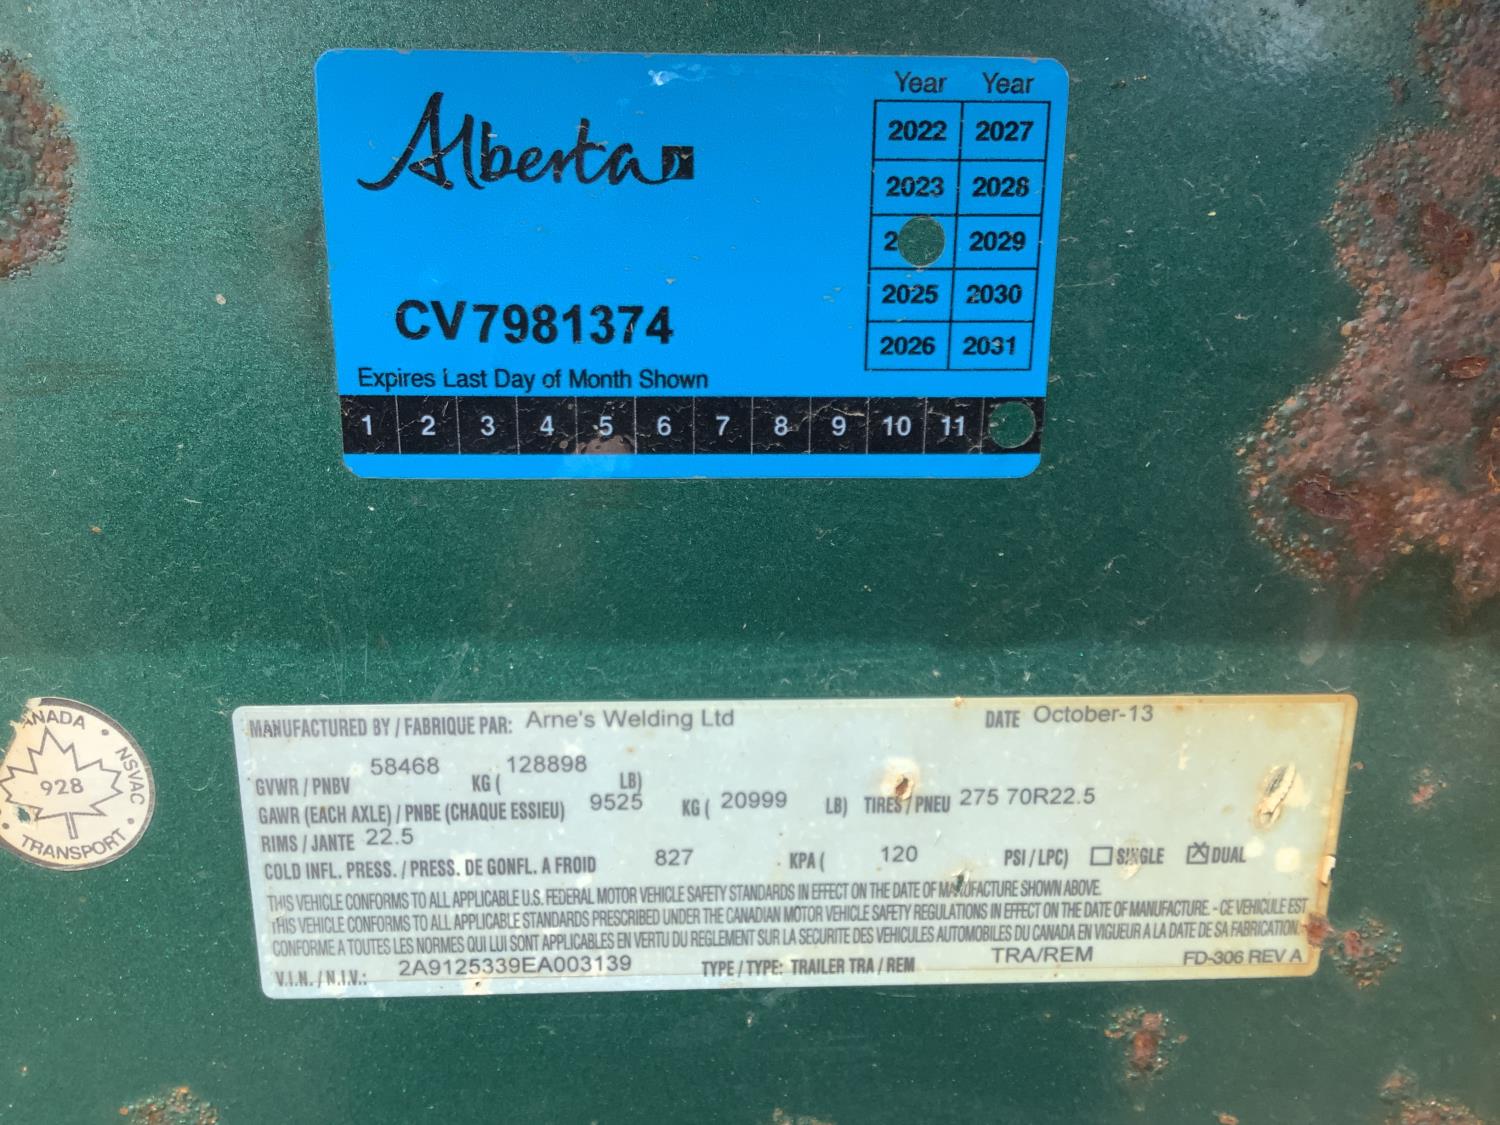 Alberta
Year Year
2022 2027
2023 2028
2 2029
2025 2030
2026 2031
CV7981374
Expires Last Day of Month Shown
1 2 3 4 5 6 7 8 9 10 11
ANADA • NSVAC • TRANSPORT •
928
MANUFACTURED BY / FABRIQUE PAR: Arne's Welding Ltd DATE October-13
GVWR / PNBV 58468 KG ( 128898 LB)
GAWR (EACH AXLE) / PNBE (CHAQUE ESSIEU) 9525 KG ( 20999 LB) TIRES / PNEU 275 70R22.5
RIMS / JANTE 22.5
COLD INFL. PRESS. / PRESS. DE GONFL. A FROID 827 KPA ( 120 PSI / LPC) SINGLE DUAL
THIS VEHICLE CONFORMS TO ALL APPLICABLE U.S. FEDERAL MOTOR VEHICLE SAFETY STANDARDS IN EFFECT ON THE DATE OF MANUFACTURE SHOWN ABOVE.
THIS VEHICLE CONFORMS TO ALL APPLICABLE STANDARDS PRESCRIBED UNDER THE CANADIAN MOTOR VEHICLE SAFETY REGULATIONS IN EFFECT ON THE DATE OF MANUFACTURE. - CE VEHICULE EST
CONFORME A TOUTES LES NORMES QUI LUI SONT APPLICABLES EN VERTU DU REGLEMENT SUR LA SECURITE DES VEHICULES AUTOMOBILES DU CANADA EN VIGUEUR A LA DATE DE SA FABRICATION.
V.I.N. / N.I.V.: 2A9125339EA003139 TYPE / TYPE: TRAILER TRA / REM TRA/REM FD-306 REV A